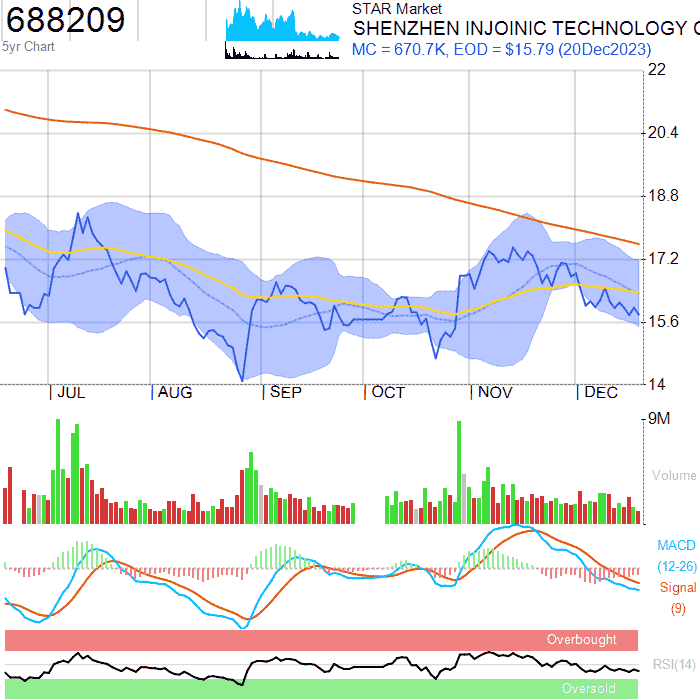 688209
STAR Market
SHENZHEN INJOINIC TECHNOLOGY
5yr Chart
MC = 670.7K, EOD = $15.79 (20Dec2023)
22
20.4
18.8
17.2
15.6
14
JUL AUG SEP OCT NOV DEC
9M
Volume
MACD
(12-26)
Signal
(9)
Overbought
RSI(14)
Oversold